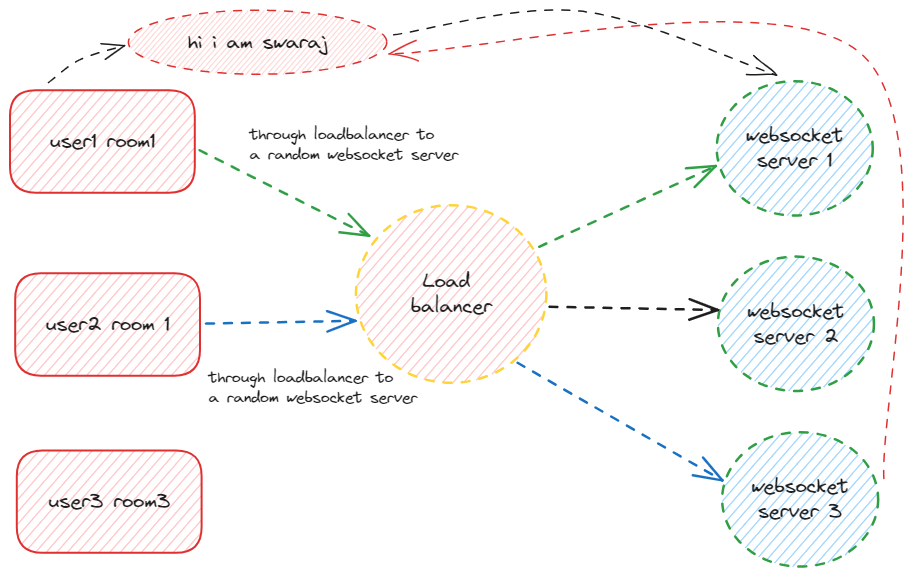 hi i am swaraj
user1 room1
through loadbalancer to
a random websocket server
websocket
server 1
Load
balancer
user2 room 1
websocket
server 2
through loadbalancer to
a random websocket server
user3 room3
websocket
server 3